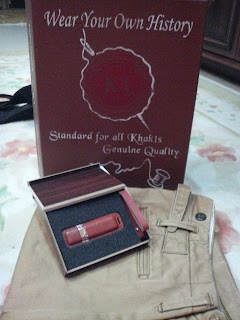 Wear Your Own History
Standard for all Khakis
Genuine Quality